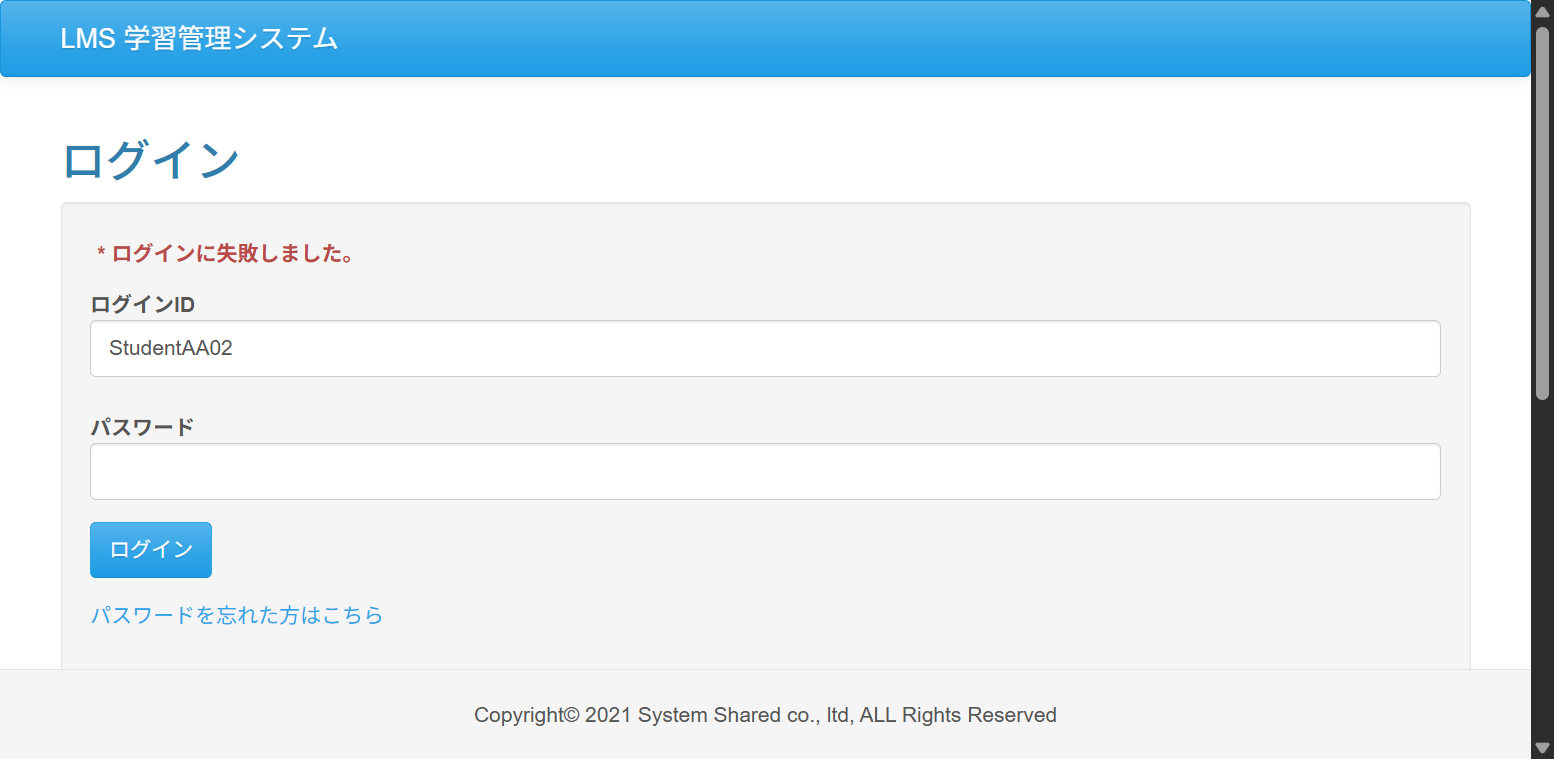 LMS 学習管理システム
ログイン
* ログインに失敗しました。
ログインID
StudentAA02
パスワード
ログイン
パスワードを忘れた方はこちら
Copyright© 2021 System Shared co., ltd, ALL Rights Reserved